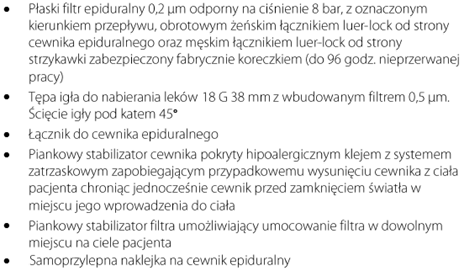 • Płaski filtr epiduralny 0,2 µm odporny na ciśnienie 8 bar, z oznaczonym
kierunkiem przepływu, obrotowym żeńskim łącznikiem luer-lock od strony
cewnika epiduralnego oraz męskim łącznikiem luer-lock od strony
strzykawki zabezpieczony fabrycznie koreczkiem (do 96 godz. nieprzerwanej
pracy)
• Tępa igła do nabierania leków 18 G 38 mm z wbudowanym filtrem 0,5 µm.
Ścięcie igły pod katem 45°
• Łącznik do cewnika epiduralnego
• Piankowy stabilizator cewnika pokryty hipoalergicznym klejem z systemem
zatrzaskowym zapobiegającym przypadkowemu wysunięciu cewnika z ciała
pacjenta chroniąc jednocześnie cewnik przed zamknięciem światła w
miejscu jego wprowadzenia do ciała
• Piankowy stabilizator filtra umożliwiający umocowanie filtra w dowolnym
miejscu na ciele pacjenta
• Samoprzylepna naklejka na cewnik epiduralny